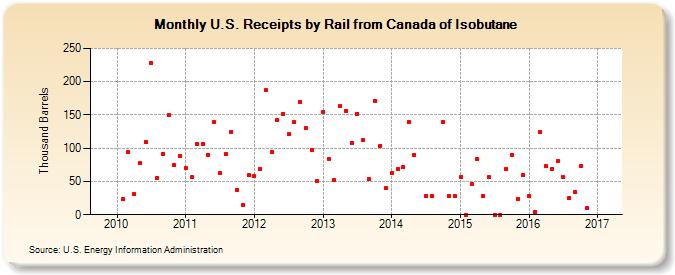 Monthly U.S. Receipts by Rail from Canada of Isobutane
Thousand Barrels
250
200
150
100
50
0
2010 2011 2012 2013 2014 2015 2016 2017
Source: U.S. Energy Information Administration